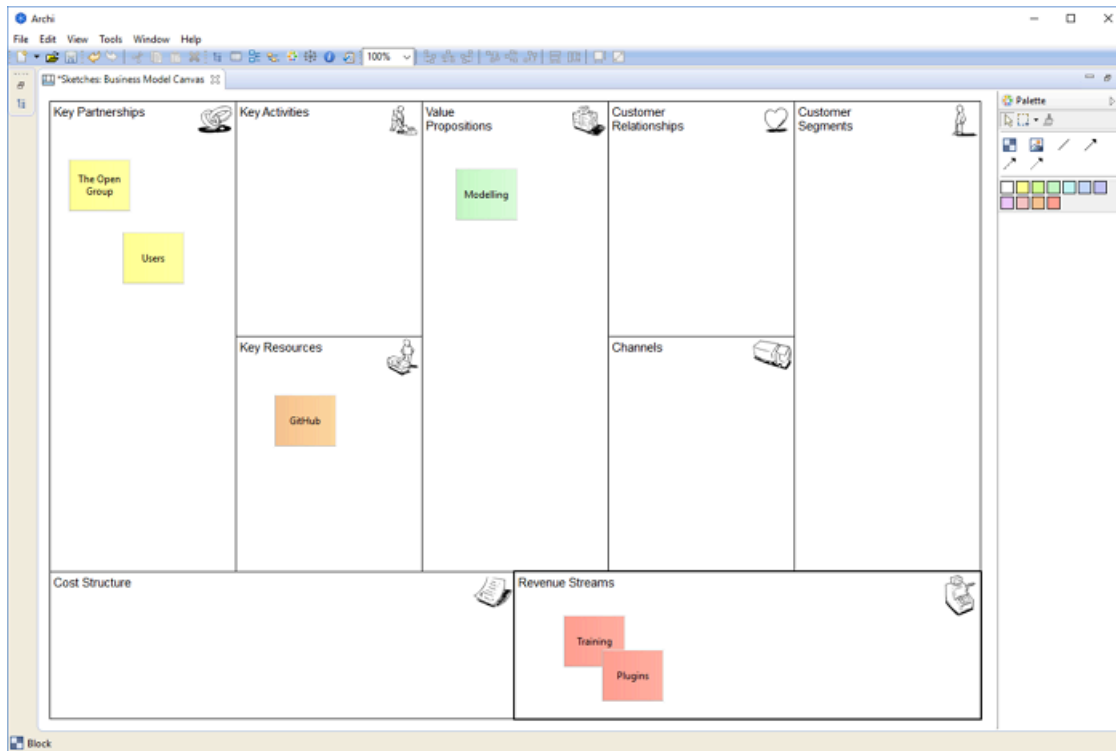 Archi
File Edit View Tools Window Help
100%
*Sketches: Business Model Canvas
Palette
Key Partnerships
Key Activities
Value
Propositions
Customer
Relationships
Customer
Segments
The Open
Group
Modelling
Users
Key Resources
Channels
GitHub
Cost Structure
Revenue Streams
Training
Plugins
Block